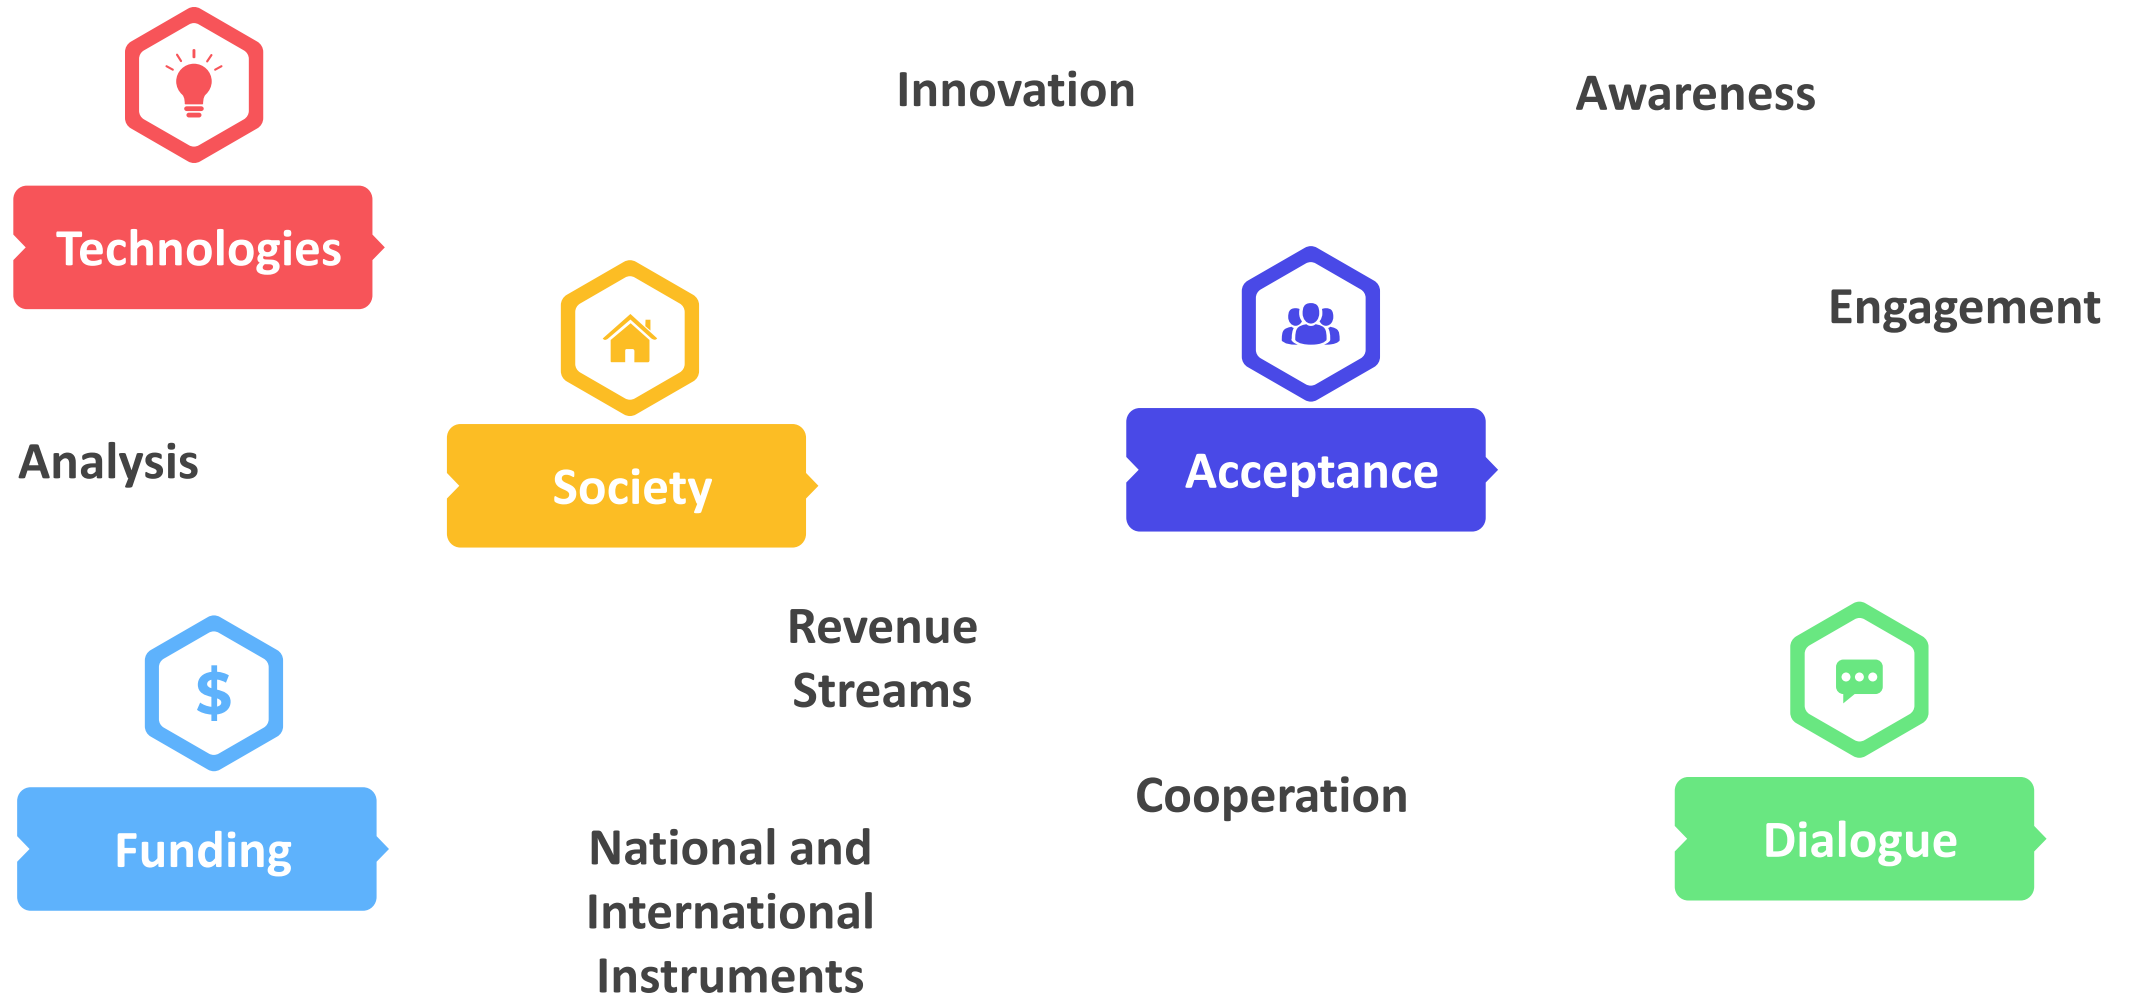 Innovation
Awareness
Technologies
Engagement
Analysis
Society
Acceptance
Revenue
Streams
Cooperation
Funding
National and
International
Instruments
Dialogue